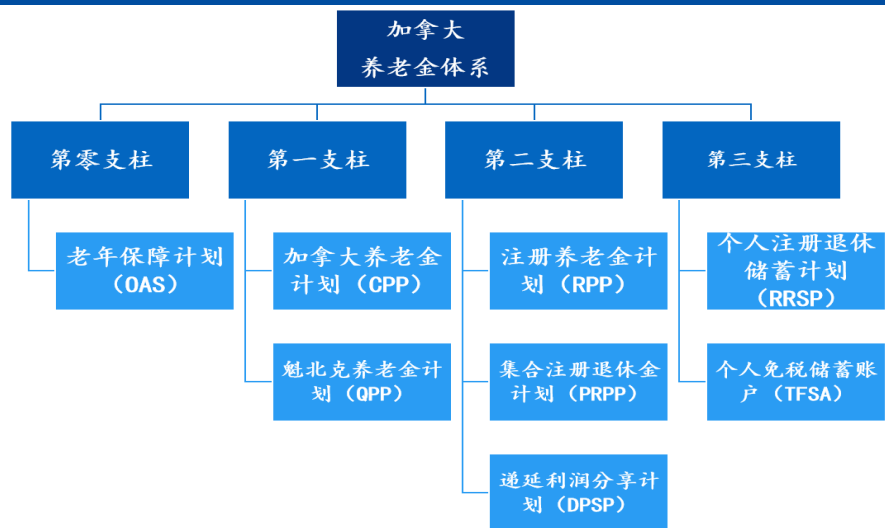 加拿大
养老金体系
第零支柱
第一支柱
第二支柱
第三支柱
老年保障计划
（OAS）
加拿大养老金
计划（CPP）
注册养老金计
划（RPP）
个人注册退休
储蓄计划
（RRSP）
魁北克养老金计
划（QPP）
集合注册退休金
计划（PRPP）
个人免税储蓄账
户（TFSA）
递延利润分享计
划（DPSP）